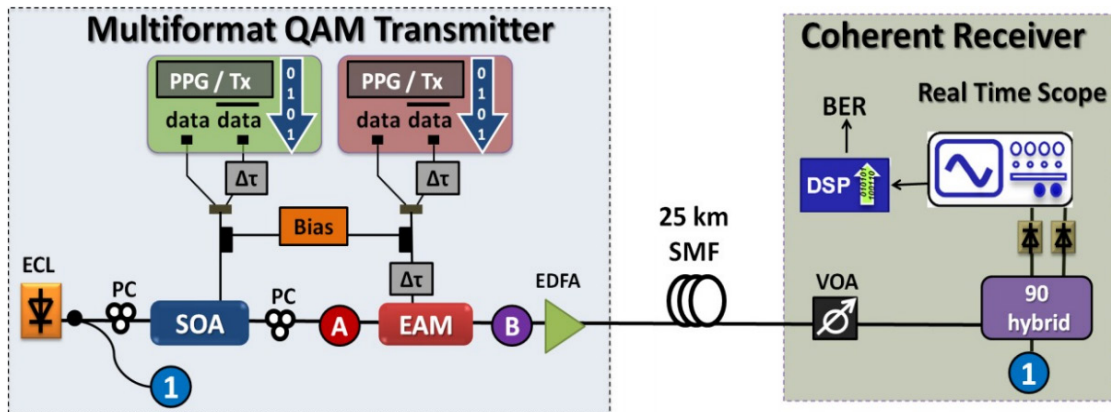 Multiformat QAM Transmitter
PPG / Tx
data data
0
1
0
1
Δτ
PPG / Tx
data data
0
1
0
1
Δτ
Bias
Δτ
ECL
PC
SOA
PC
A
EAM
B
EDFA
1
25 km
SMF
Coherent Receiver
Real Time Scope
BER
DSP
010101
100110
VOA
90
hybrid
1